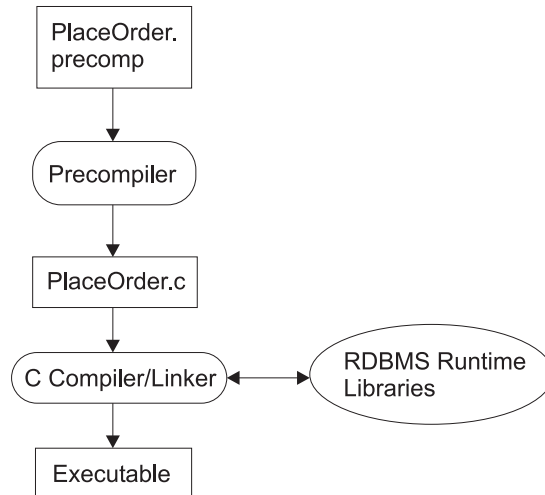 PlaceOrder.
precomp
Precompiler
PlaceOrder.c
C Compiler/Linker
RDBMS Runtime
Libraries
Executable